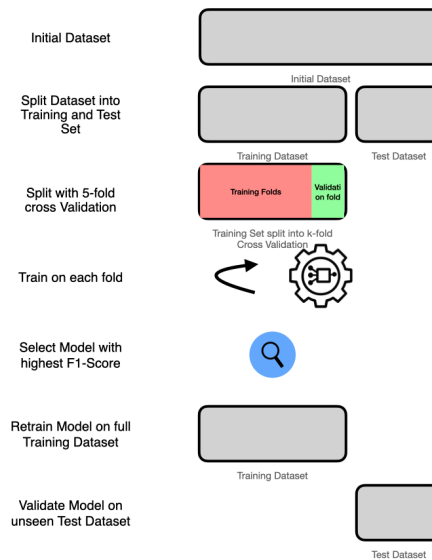 Initial Dataset
Initial Dataset
Split Dataset into
Training and Test
Set
Training Dataset
Test Dataset
Split with 5-fold
cross Validation
Training Folds
Validati
on fold
Training Set split into k-fold
Cross Validation
Train on each fold
Select Model with
highest F1-Score
Retrain Model on full
Training Dataset
Training Dataset
Validate Model on
unseen Test Dataset
Test Dataset